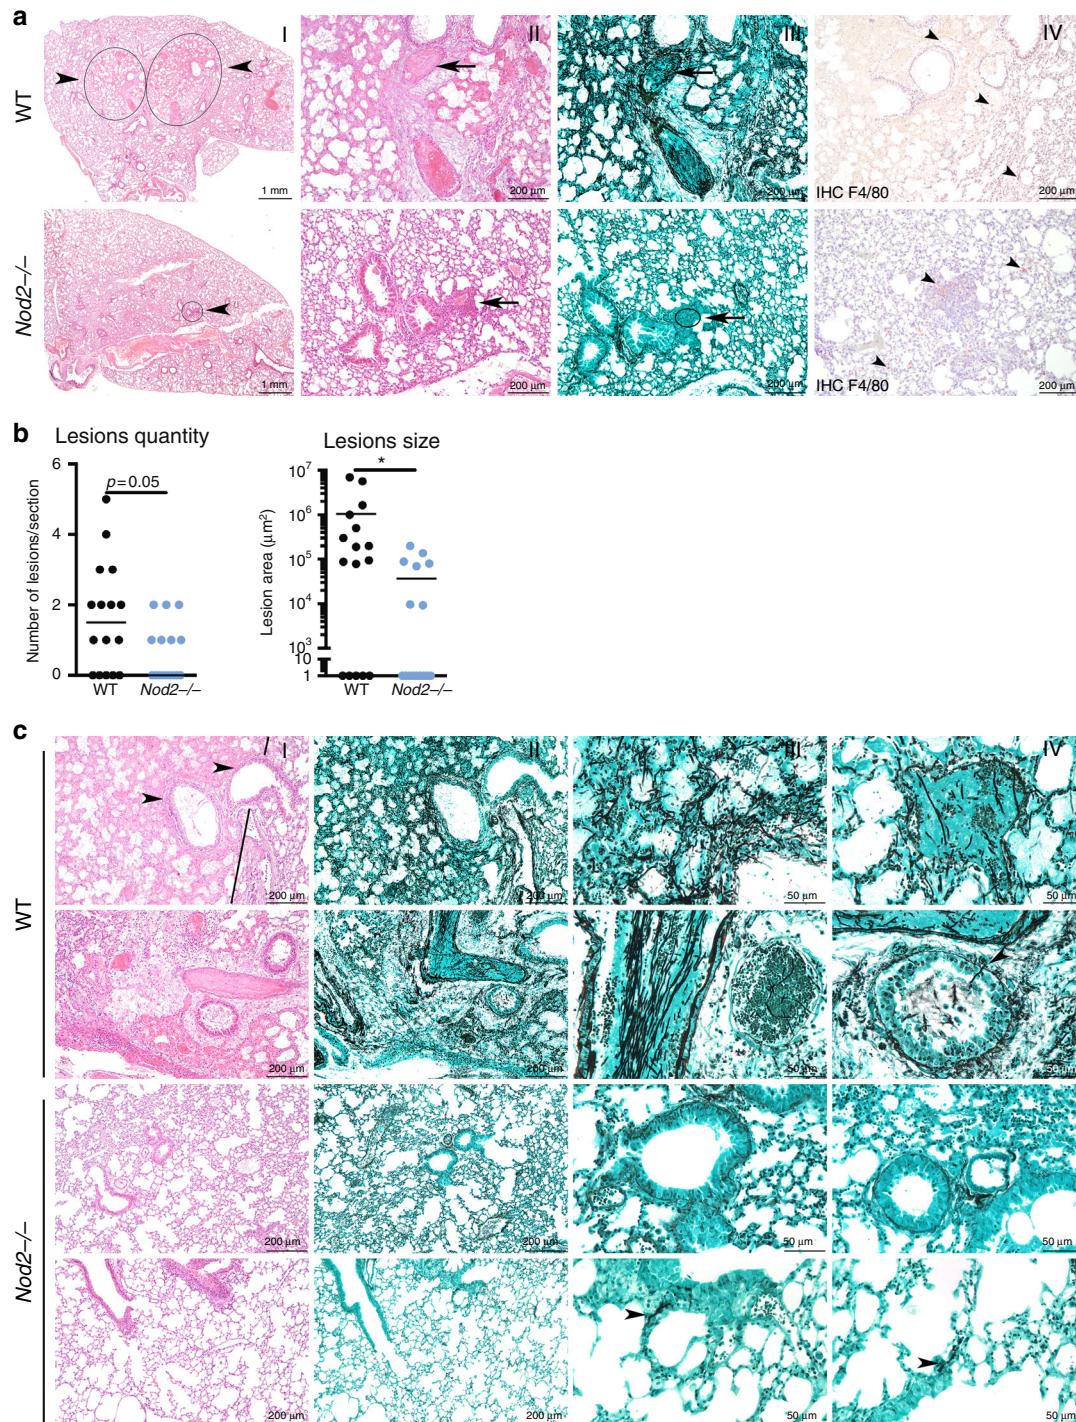 a
I
II
III
IV
WT
1 mm
200 µm
200 µm
IHC F4/80
200 µm
Nod2–/–
1 mm
200 µm
200 µm
IHC F4/80
200 µm
b
Lesions quantity
Number of lesions/section
6
4
2
0
p=0.05
WT
Nod2–/–
Lesions size
Lesion area (µm²)
10⁷
10⁶
10⁵
10⁴
10³
10
1
*
WT
Nod2–/–
c
I
II
III
IV
WT
200 µm
200 µm
50 µm
50 µm
200 µm
200 µm
50 µm
50 µm
Nod2–/–
200 µm
200 µm
50 µm
50 µm
200 µm
200 µm
50 µm
50 µm